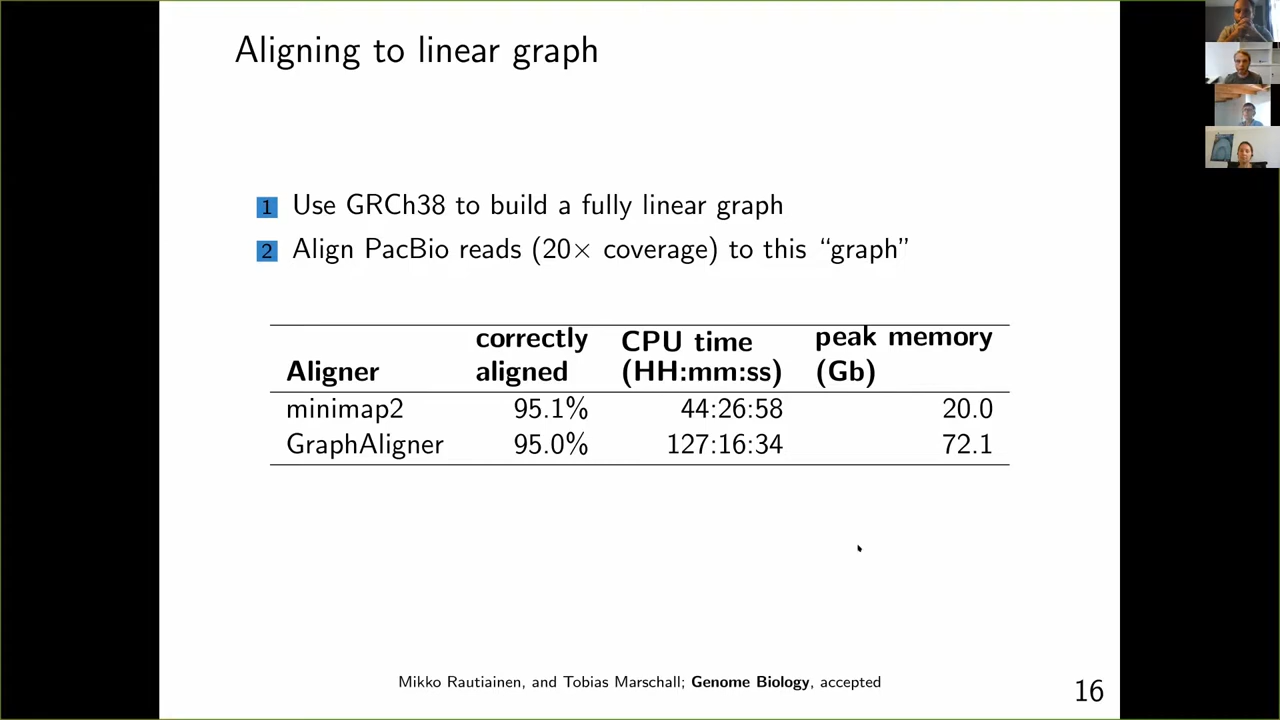 Aligning to linear graph
1 Use GRCh38 to build a fully linear graph
2 Align PacBio reads (20× coverage) to this “graph”
Aligner correctly aligned CPU time (HH:mm:ss) peak memory (Gb)
minimap2 95.1% 44:26:58 20.0
GraphAligner 95.0% 127:16:34 72.1
Mikko Rautiainen, and Tobias Marschall; Genome Biology, accepted
16